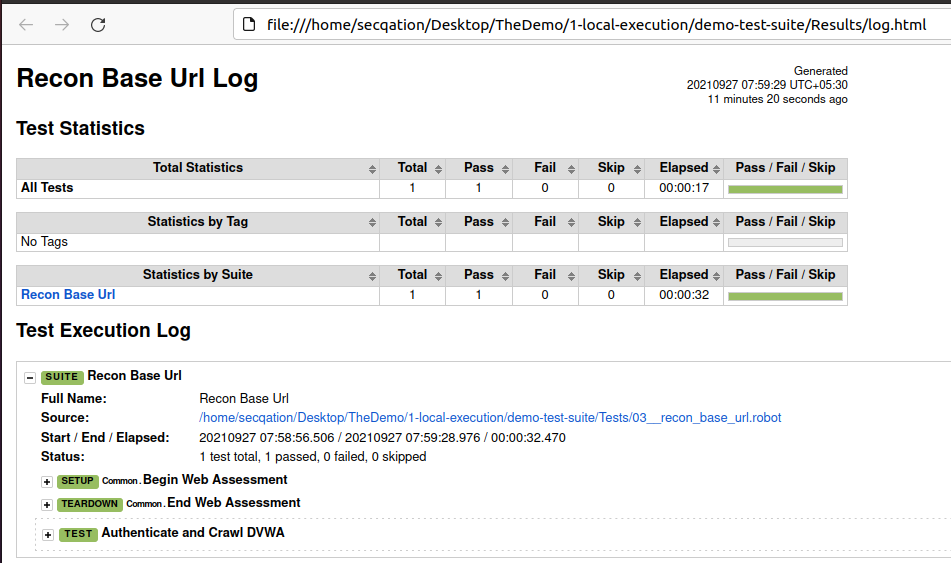 file:///home/secqation/Desktop/TheDemo/1-local-execution/demo-test-suite/Results/log.html
Recon Base Url Log
Generated
20210927 07:59:29 UTC+05:30
11 minutes 20 seconds ago
Test Statistics
Total Statistics Total Pass Fail Skip Elapsed Pass / Fail / Skip
All Tests 1 1 0 0 00:00:17
Statistics by Tag Total Pass Fail Skip Elapsed Pass / Fail / Skip
No Tags
Statistics by Suite Total Pass Fail Skip Elapsed Pass / Fail / Skip
Recon Base Url 1 1 0 0 00:00:32
Test Execution Log
SUITE Recon Base Url
Full Name: Recon Base Url
Source: /home/secqation/Desktop/TheDemo/1-local-execution/demo-test-suite/Tests/03__recon_base_url.robot
Start / End / Elapsed: 20210927 07:58:56.506 / 20210927 07:59:28.976 / 00:00:32.470
Status: 1 test total, 1 passed, 0 failed, 0 skipped
SETUP Common.Begin Web Assessment
TEARDOWN Common.End Web Assessment
TEST Authenticate and Crawl DVWA